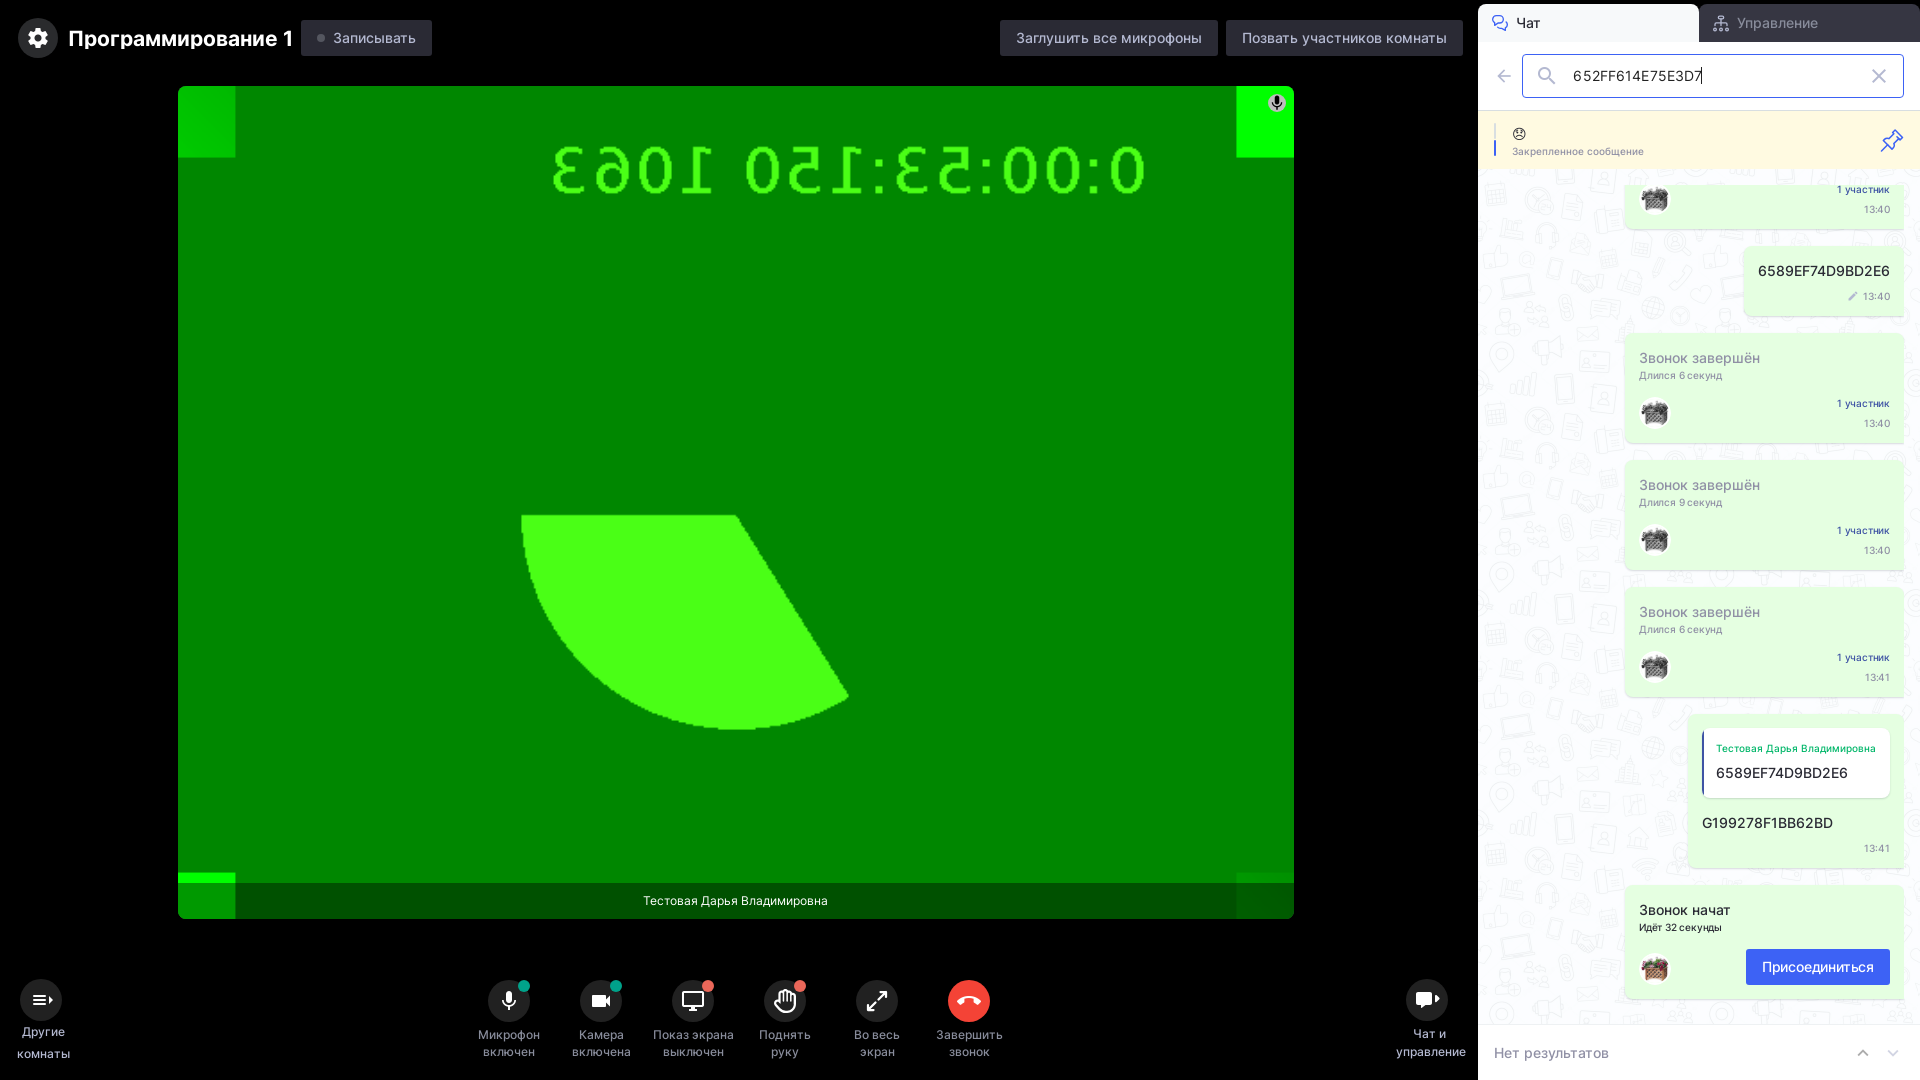 Программирование 1
Записывать
Заглушить все микрофоны
Позвать участников комнаты
Чат
Управление
652FF614E75E3D7
😞
Закрепленное сообщение
0:00:53:150 1063
1 участник
13:40
6589EF74D9BD2E6
13:40
Звонок завершён
Длился 6 секунд
1 участник
13:40
Звонок завершён
Длился 9 секунд
1 участник
13:40
Звонок завершён
Длился 6 секунд
1 участник
13:41
Тестовая Дарья Владимировна
6589EF74D9BD2E6
G199278F1BB62BD
13:41
Звонок начат
Идёт 32 секунды
Присоединиться
Тестовая Дарья Владимировна
Другие
комнаты
Микрофон
включен
Камера
включена
Показ экрана
выключен
Поднять
руку
Во весь
экран
Завершить
звонок
Чат и
управление
Нет результатов